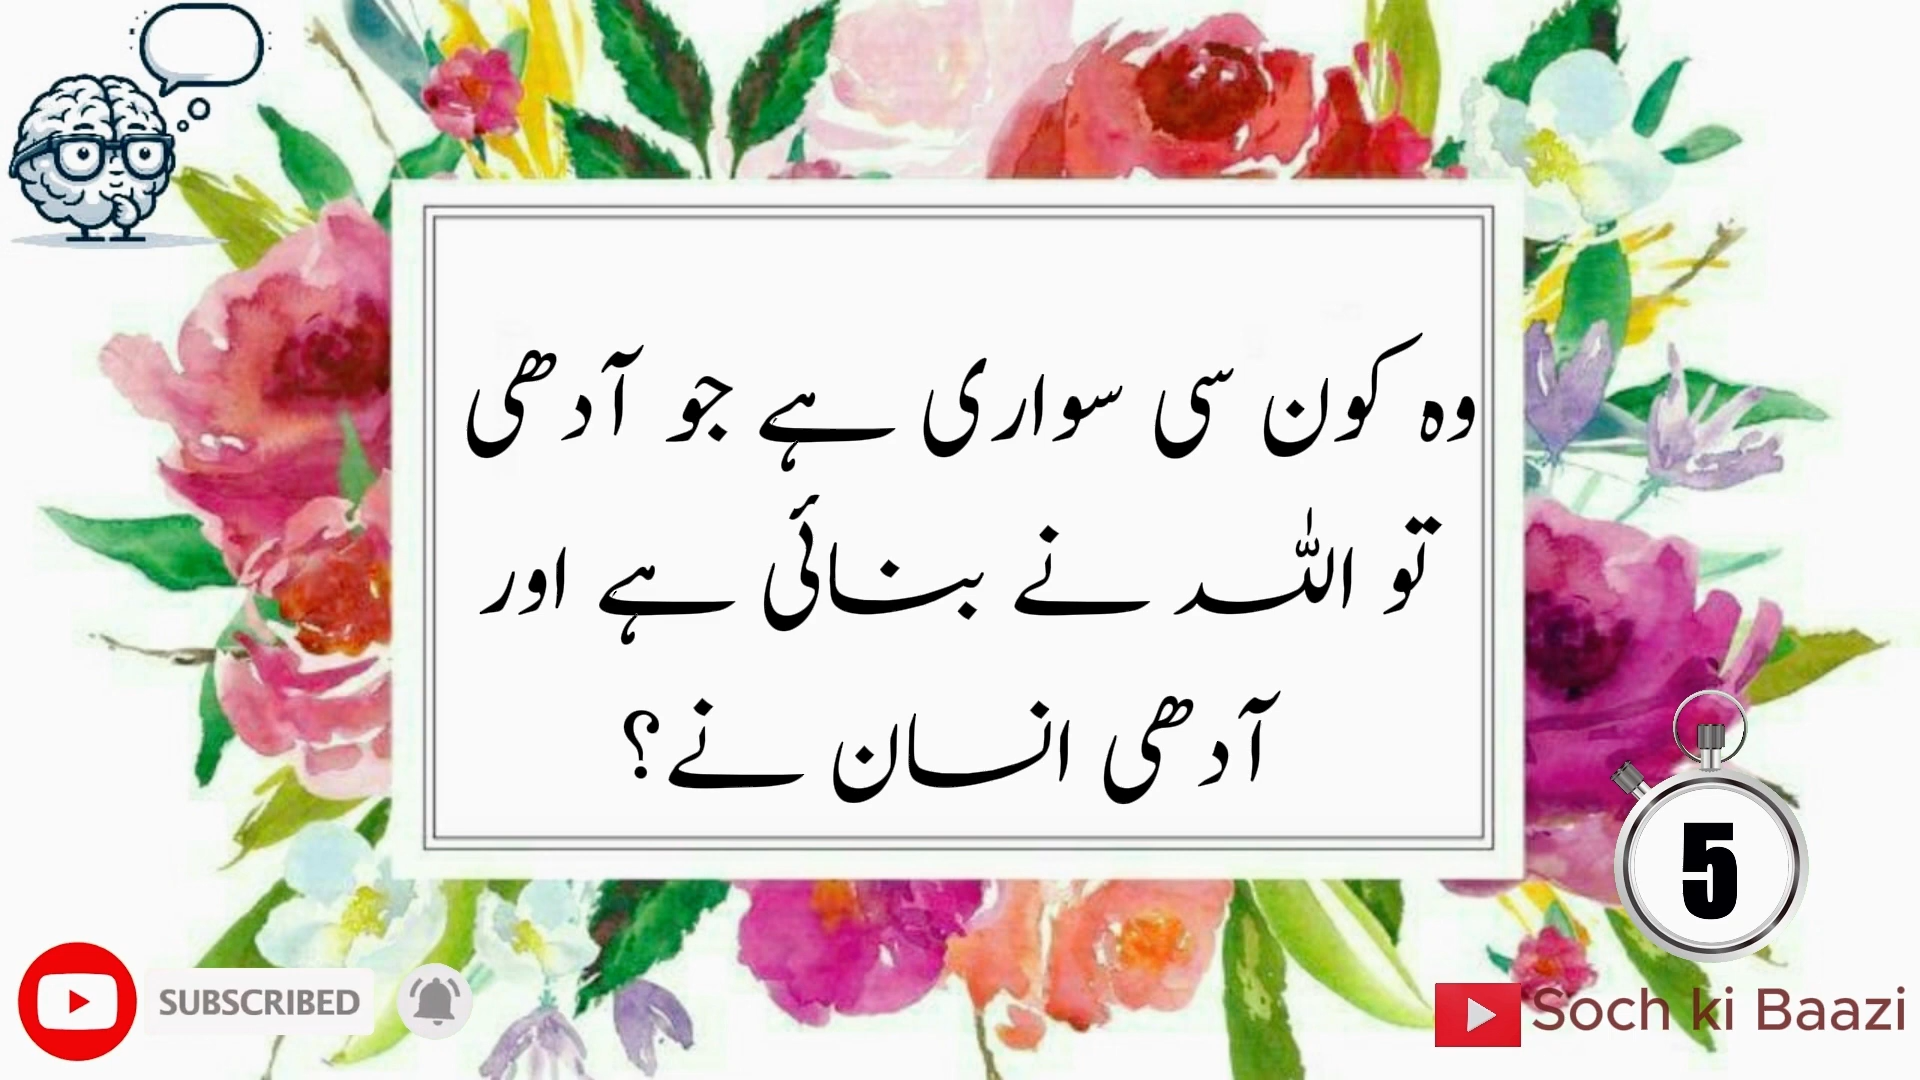 وہ کون سی سواری ہے جو آدھی
تو اللہ نے بنائی ہے اور
آدھی انسان نے؟
5
SUBSCRIBED
Soch ki Baazi